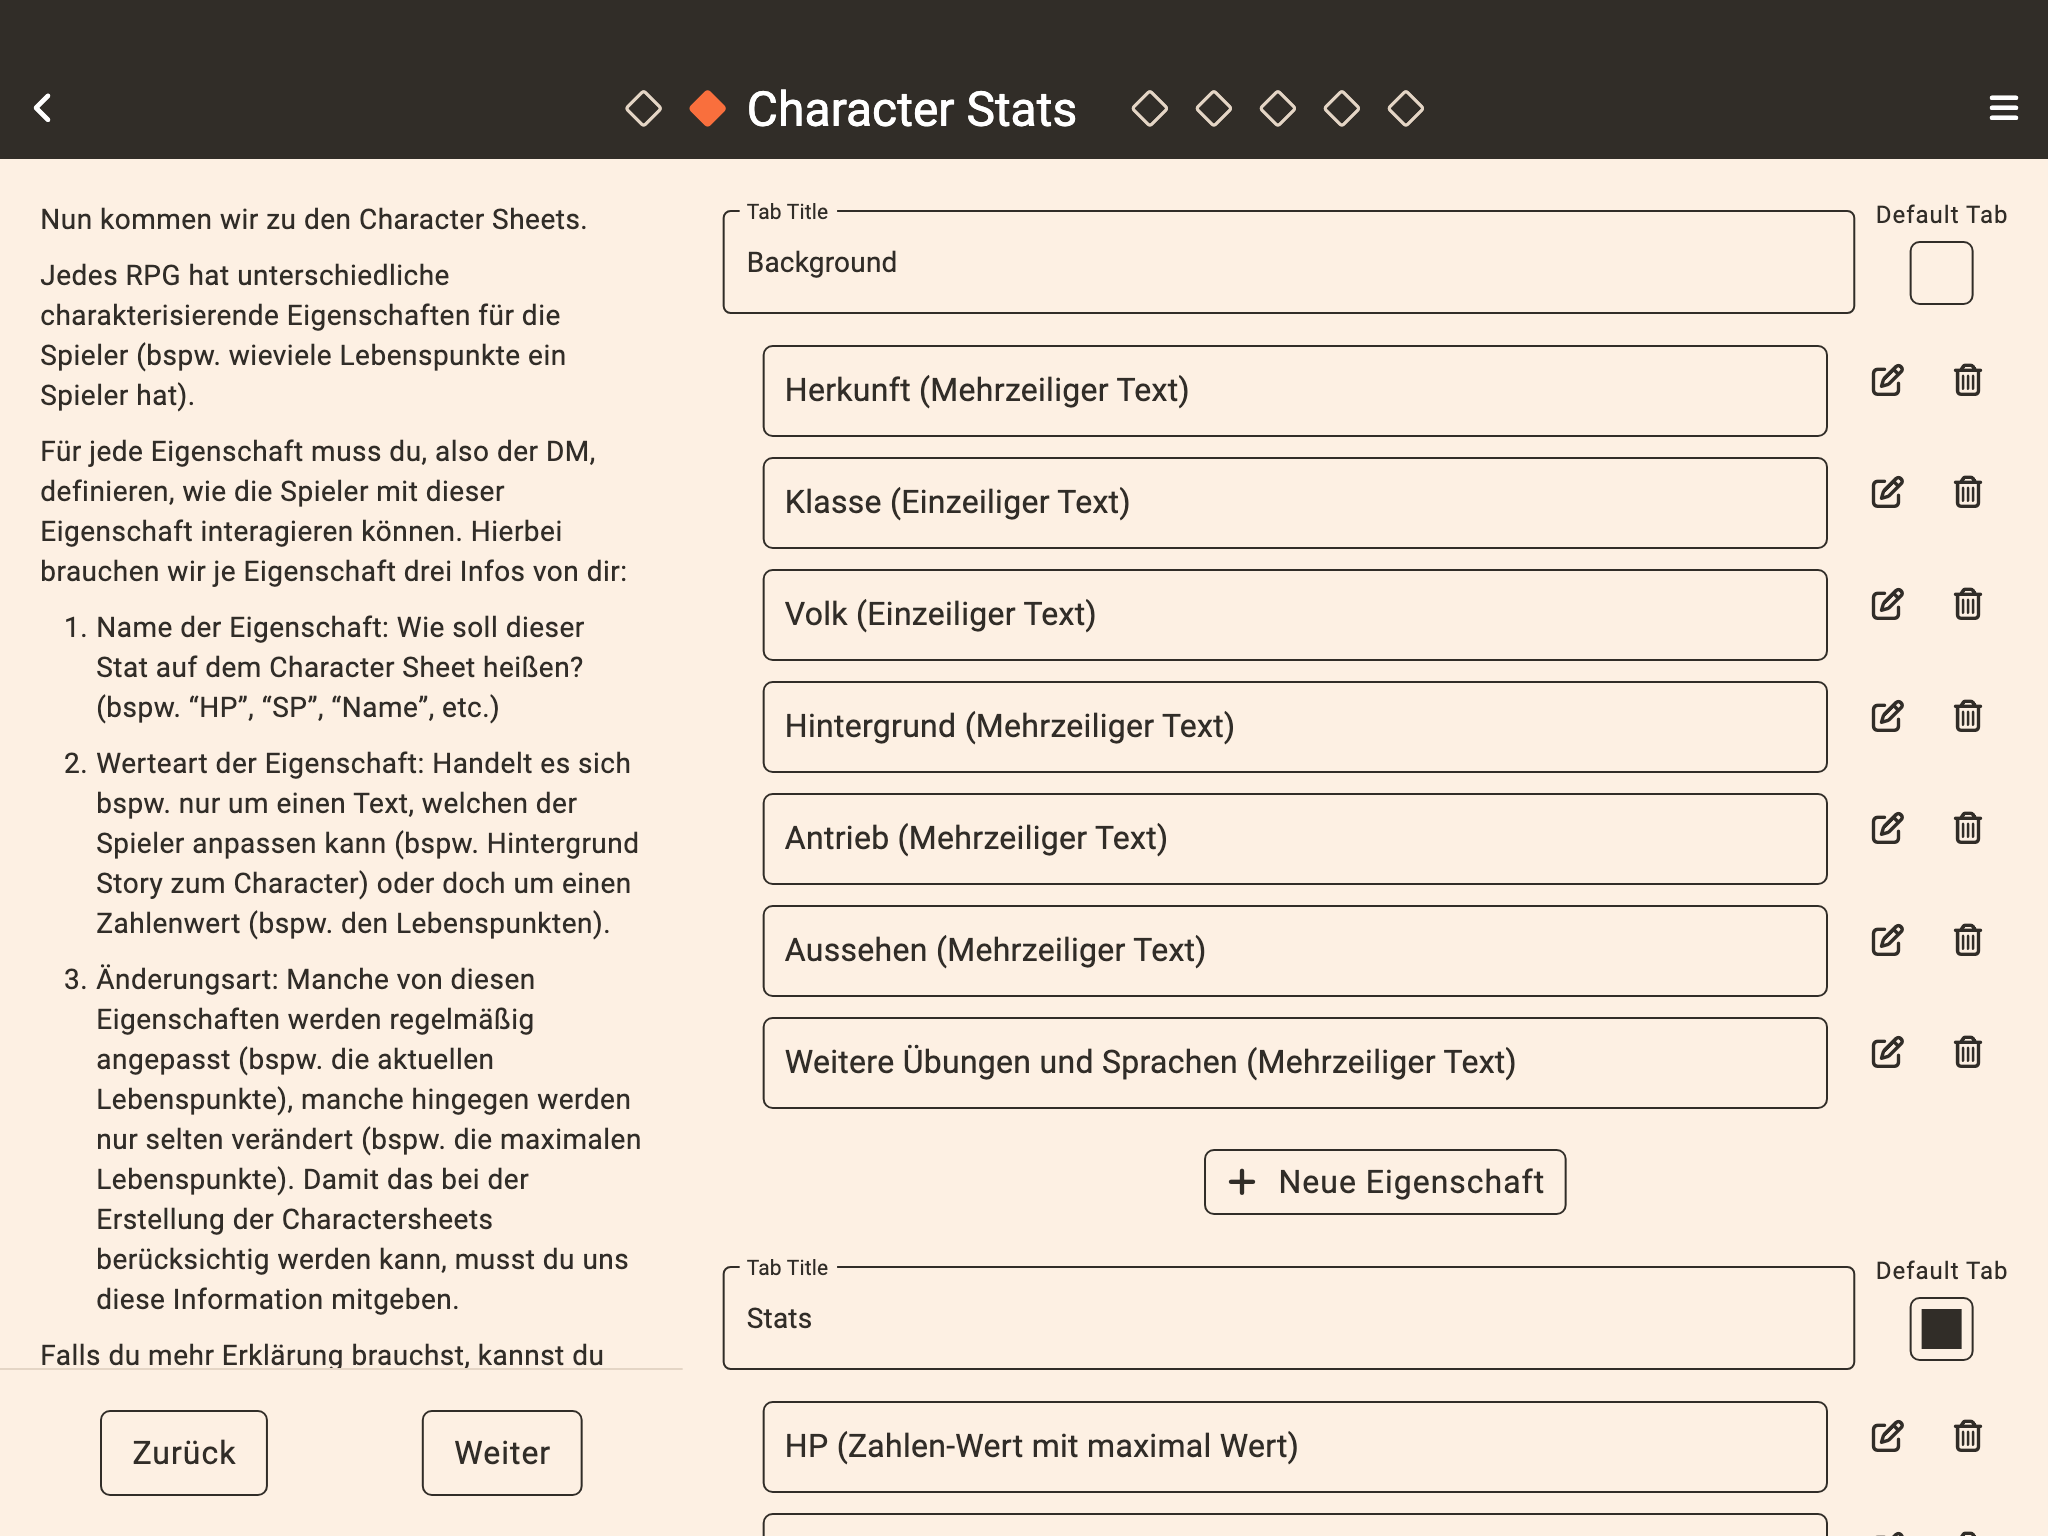 Character Stats
Nun kommen wir zu den Character Sheets.
Jedes RPG hat unterschiedliche
charakterisierende Eigenschaften für die
Spieler (bspw. wieviele Lebenspunkte ein
Spieler hat).
Für jede Eigenschaft muss du, also der DM,
definieren, wie die Spieler mit dieser
Eigenschaft interagieren können. Hierbei
brauchen wir je Eigenschaft drei Infos von dir:
1. Name der Eigenschaft: Wie soll dieser
Stat auf dem Character Sheet heißen?
(bspw. “HP”, “SP”, “Name”, etc.)
2. Werteart der Eigenschaft: Handelt es sich
bspw. nur um einen Text, welchen der
Spieler anpassen kann (bspw. Hintergrund
Story zum Character) oder doch um einen
Zahlenwert (bspw. den Lebenspunkten).
3. Änderungsart: Manche von diesen
Eigenschaften werden regelmäßig
angepasst (bspw. die aktuellen
Lebenspunkte), manche hingegen werden
nur selten verändert (bspw. die maximalen
Lebenspunkte). Damit das bei der
Erstellung der Charactersheets
berücksichtig werden kann, musst du uns
diese Information mitgeben.
Falls du mehr Erklärung brauchst, kannst du
Zurück
Weiter
Tab Title
Background
Default Tab
Herkunft (Mehrzeiliger Text)
Klasse (Einzeiliger Text)
Volk (Einzeiliger Text)
Hintergrund (Mehrzeiliger Text)
Antrieb (Mehrzeiliger Text)
Aussehen (Mehrzeiliger Text)
Weitere Übungen und Sprachen (Mehrzeiliger Text)
+ Neue Eigenschaft
Tab Title
Stats
Default Tab
HP (Zahlen-Wert mit maximal Wert)